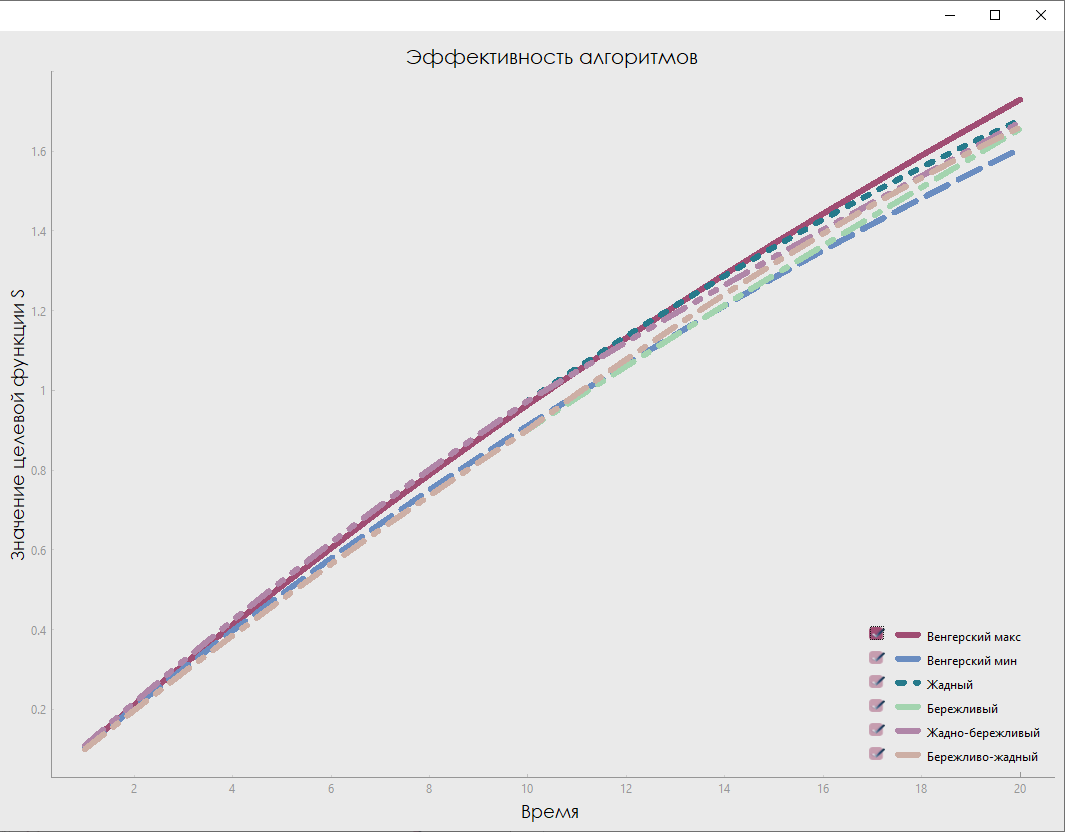 Эффективность алгоритмов
Значение целевой функции S
1.6
1.4
1.2
1
0.8
0.6
0.4
0.2
Венгерский макс
Венгерский мин
Жадный
Бережливый
Жадно-бережливый
Бережливо-жадный
2 4 6 8 10 12 14 16 18 20
Время